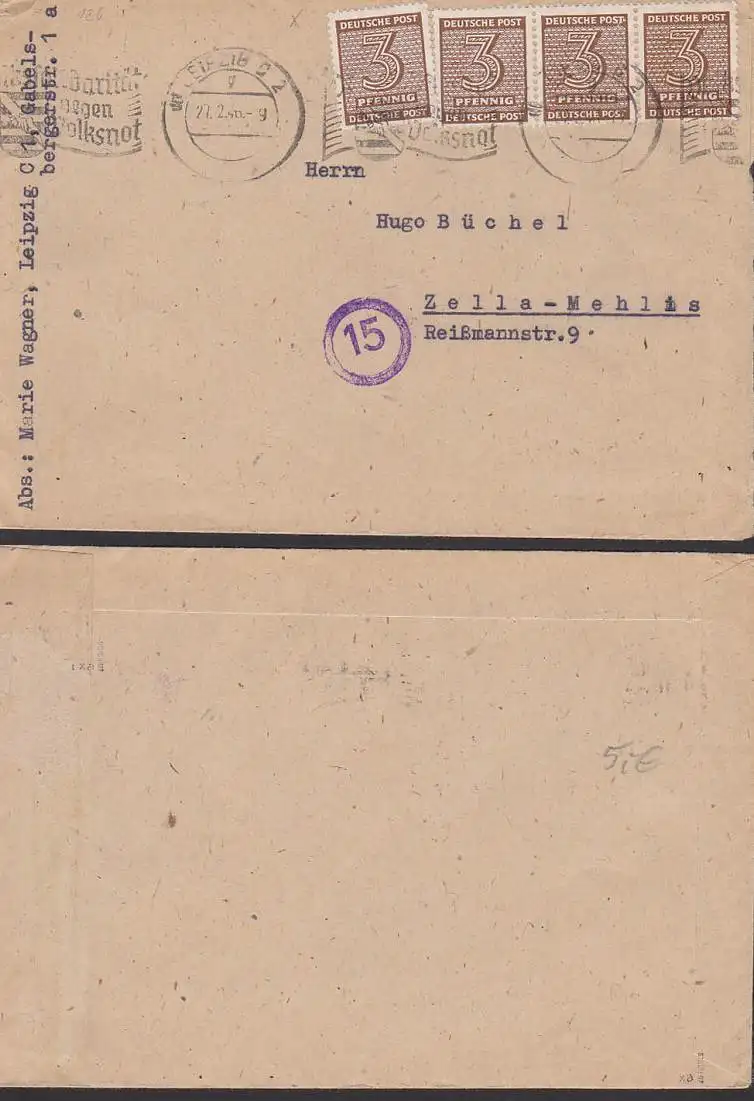 126
X
DEUTSCHE POST
3
PFENNIG
DEUTSCHE POST
DEUTSCHE POST
3
PFENNIG
DEUTSCHE POST
DEUTSCHE POST
3
PFENNIG
DEUTSCHE POST
DEUTSCHE POST
3
PFENNIG
DEUTSCHE POST
darität
gegen
Volksnot
LEIPZIG C 2
Volksnot
Herrn
Hugo Büchel
Zella-Mehlis
Reißmannstr.9
15
Abs.: Marie Wagner, Leipzig C 1, Gabels-
bergerstr. 1 a
5,-€